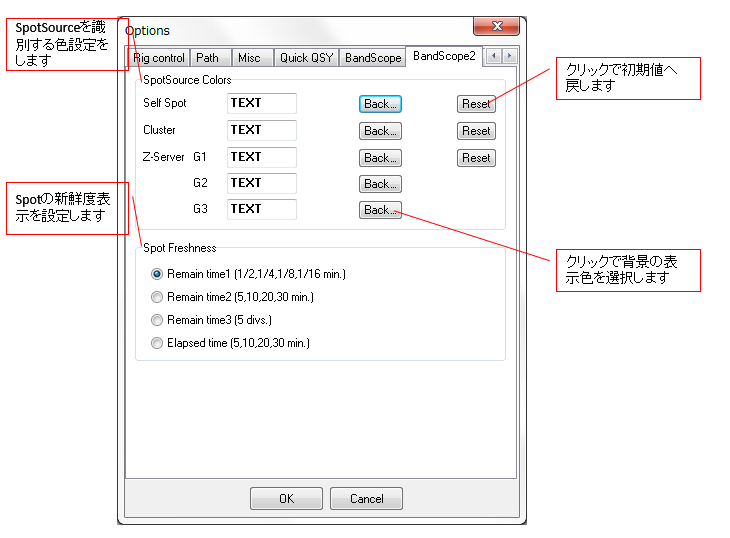 SpotSourceを識
別する色設定を
します
Options
Rig control Path Misc Quick QSY BandScope BandScope2
クリックで初期値へ
戻します
SpotSource Colors
Self Spot TEXT Back... Reset
Cluster TEXT Back... Reset
Z-Server G1 TEXT Back... Reset
G2 TEXT Back...
G3 TEXT Back...
Spotの新鮮度表
示を設定します
クリックで背景の表
示色を選択します
Spot Freshness
Remain time1 (1/2,1/4,1/8,1/16 min.)
Remain time2 (5,10,20,30 min.)
Remain time3 (5 divs.)
Elapsed time (5,10,20,30 min.)
OK Cancel